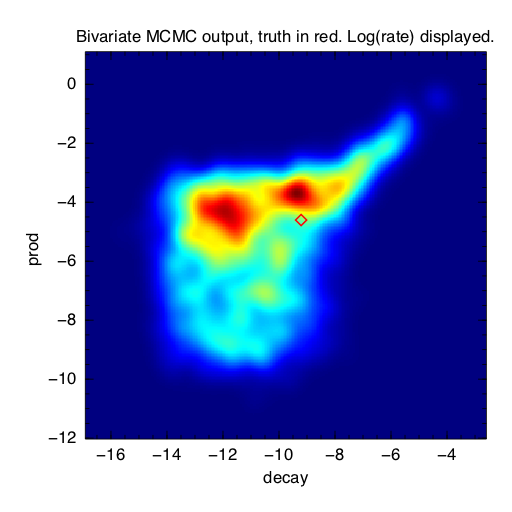 Bivariate MCMC output, truth in red. Log(rate) displayed.
0
−2
−4
−6
−8
−10
−12
prod
−16 −14 −12 −10 −8 −6 −4
decay